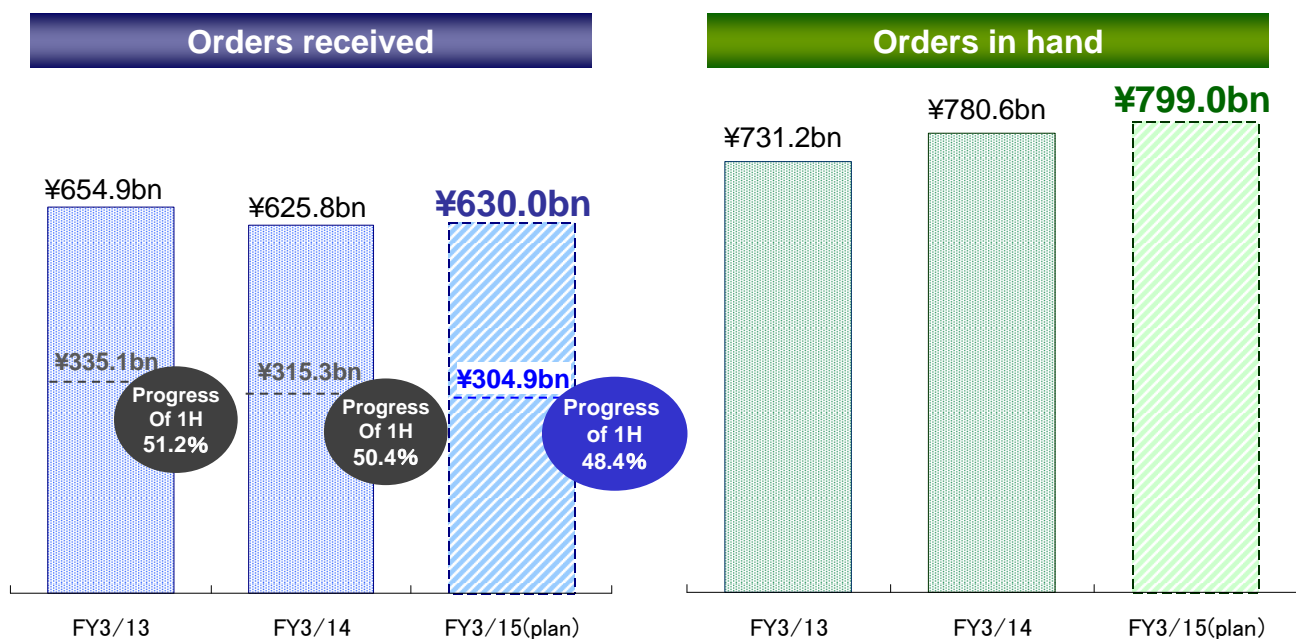 Orders received
¥654.9bn
¥625.8bn
¥630.0bn
¥335.1bn
¥315.3bn
¥304.9bn
Progress
Of 1H
51.2%
Progress
Of 1H
50.4%
Progress
of 1H
48.4%
FY3/13
FY3/14
FY3/15(plan)
Orders in hand
¥731.2bn
¥780.6bn
¥799.0bn
FY3/13
FY3/14
FY3/15(plan)